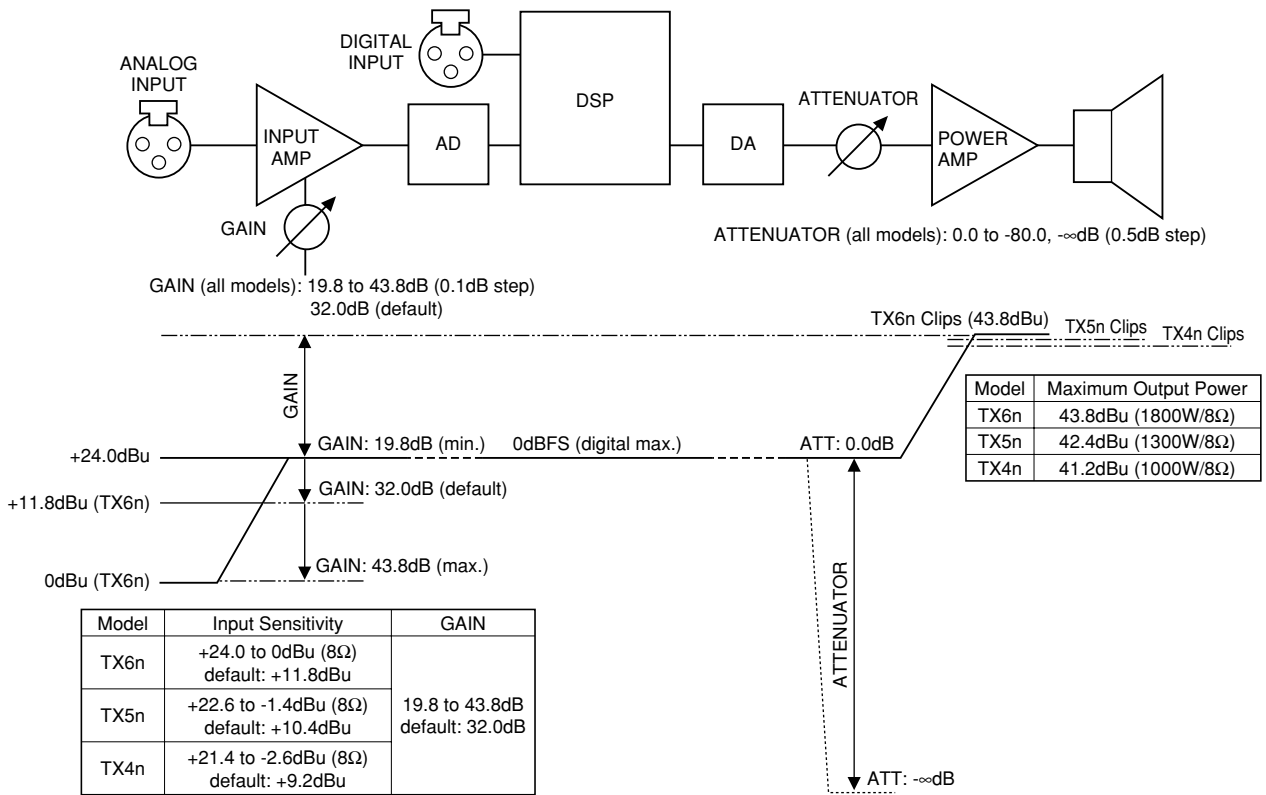 ANALOG
INPUT
DIGITAL
INPUT
INPUT
AMP
AD
DSP
DA
ATTENUATOR
POWER
AMP
GAIN
ATTENUATOR (all models): 0.0 to -80.0, -∞dB (0.5dB step)
GAIN (all models): 19.8 to 43.8dB (0.1dB step)
32.0dB (default)
TX6n Clips (43.8dBu)
TX5n Clips
TX4n Clips
GAIN
Model Maximum Output Power
TX6n 43.8dBu (1800W/8Ω)
TX5n 42.4dBu (1300W/8Ω)
TX4n 41.2dBu (1000W/8Ω)
+24.0dBu
GAIN: 19.8dB (min.)
0dBFS (digital max.)
ATT: 0.0dB
GAIN: 32.0dB (default)
+11.8dBu (TX6n)
GAIN: 43.8dB (max.)
0dBu (TX6n)
ATTENUATOR
ATT: -∞dB
Model Input Sensitivity GAIN
TX6n
+24.0 to 0dBu (8Ω)
default: +11.8dBu
TX5n
+22.6 to -1.4dBu (8Ω)
default: +10.4dBu
TX4n
+21.4 to -2.6dBu (8Ω)
default: +9.2dBu
19.8 to 43.8dB
default: 32.0dB